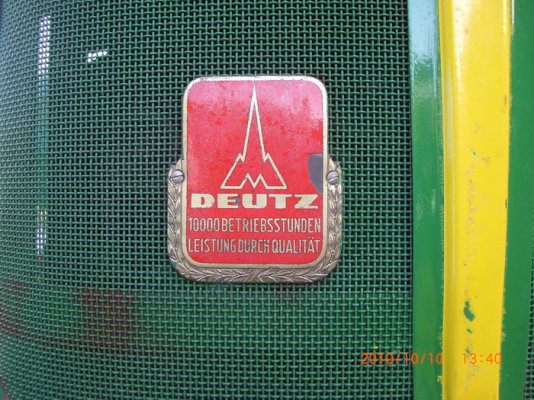 DEUTZ
10000 BETRIEBSSTUNDEN
LEISTUNG DURCH QUALITÄT
2010/10/10 13:40